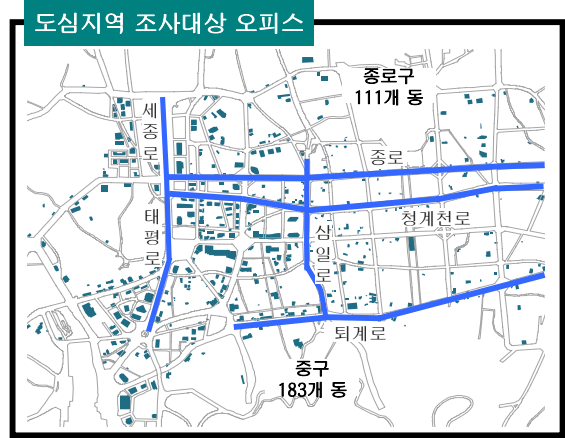 도심지역 조사대상 오피스
종로구
111개 동
세종로
종로
태평로
청계천로
삼일로
퇴계로
중구
183개 동